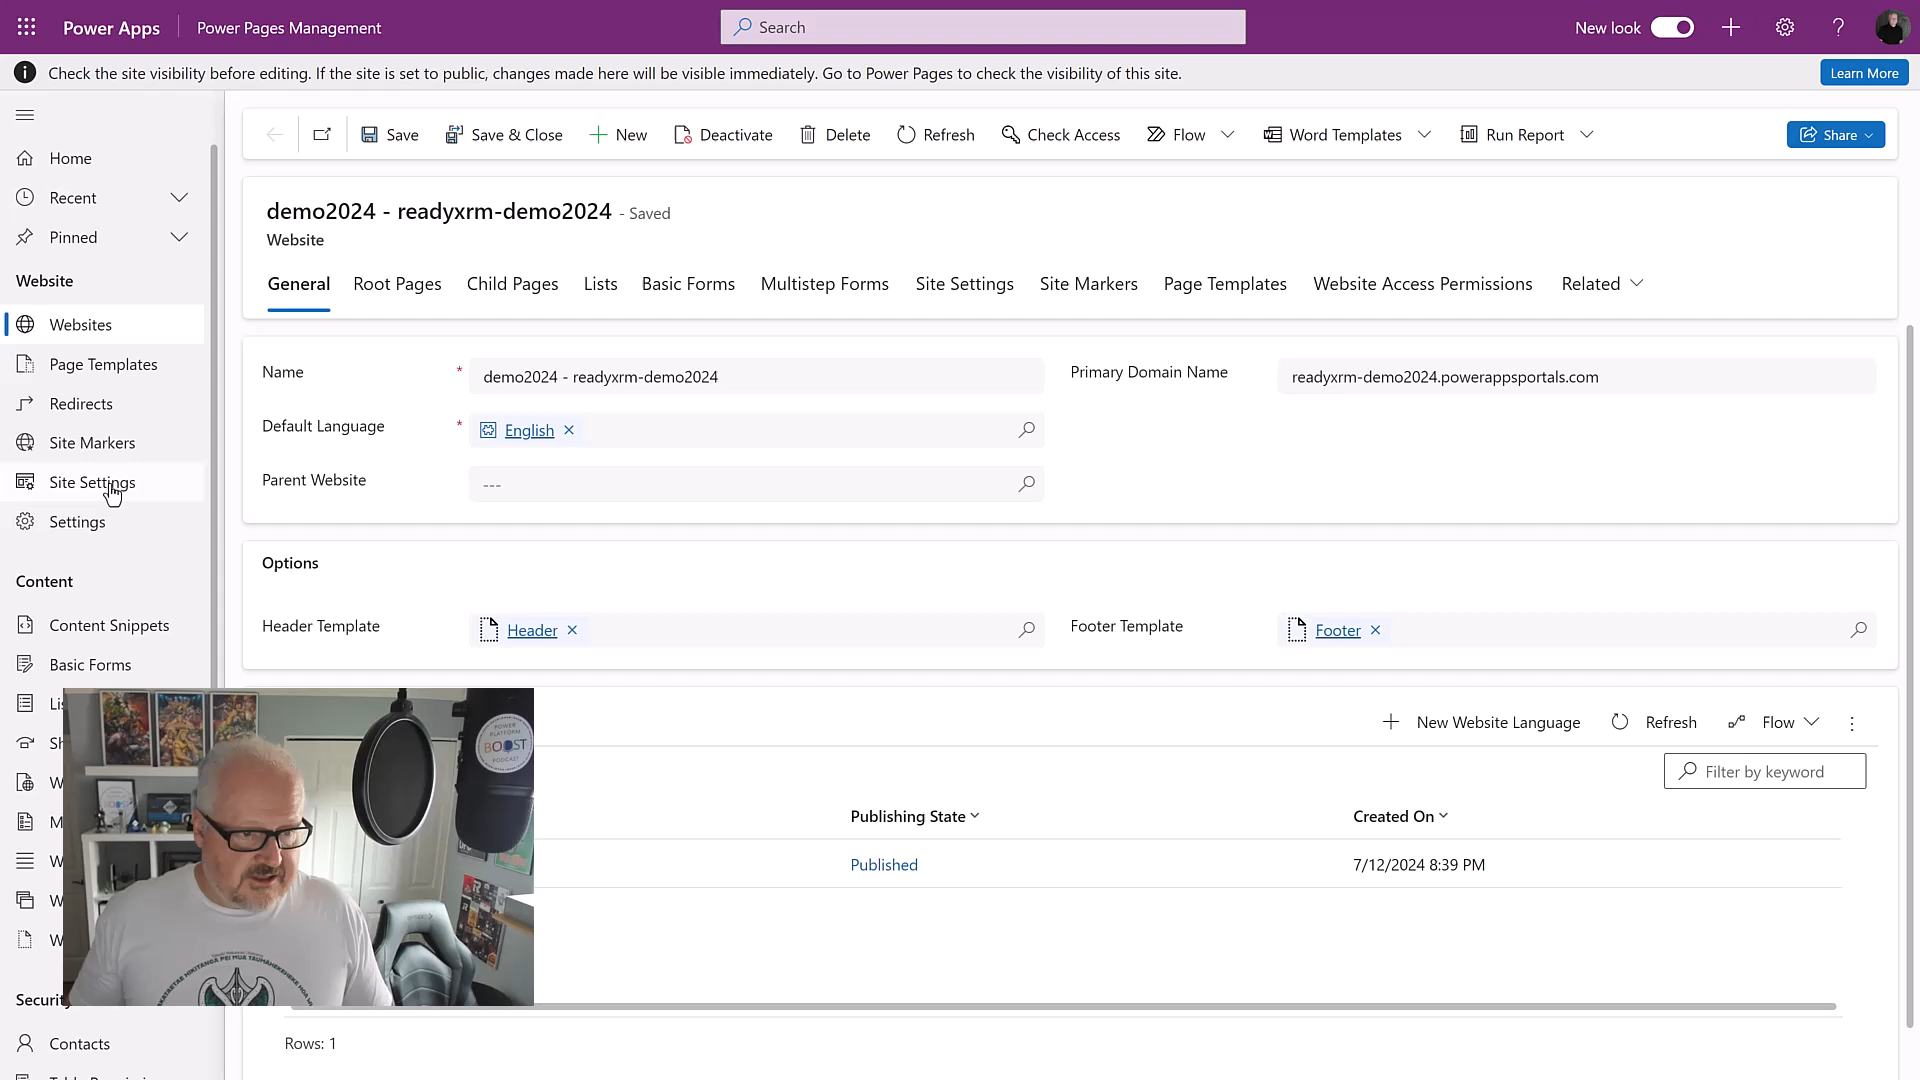 Power Apps
Power Pages Management
Search
New look
Check the site visibility before editing. If the site is set to public, changes made here will be visible immediately. Go to Power Pages to check the visibility of this site.
Learn More
Save
Save & Close
New
Deactivate
Delete
Refresh
Check Access
Flow
Word Templates
Run Report
Share
Home
Recent
Pinned
Website
Websites
Page Templates
Redirects
Site Markers
Site Settings
Settings
Content
Content Snippets
Basic Forms
Contacts
demo2024 - readyxrm-demo2024 - Saved
Website
General
Root Pages
Child Pages
Lists
Basic Forms
Multistep Forms
Site Settings
Site Markers
Page Templates
Website Access Permissions
Related
Name *
demo2024 - readyxrm-demo2024
Primary Domain Name
readyxrm-demo2024.powerappsportals.com
Default Language *
English
Parent Website
---
Options
Header Template
Header
Footer Template
Footer
New Website Language
Refresh
Flow
Filter by keyword
Publishing State
Created On
Published
7/12/2024 8:39 PM
Rows: 1
POWER
PLATFORM
BOOST
PODCAST